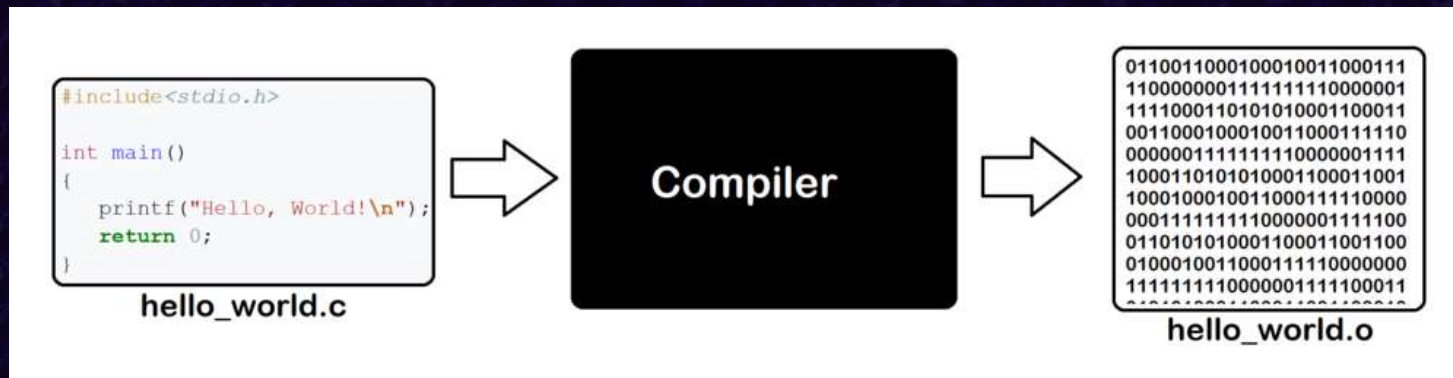 #include<stdio.h>
int main()
{
printf("Hello, World!\n");
return 0;
}
hello_world.c
Compiler
0110011000100010011000111
1100000001111111110000001
1111000110101010001100011
0011000100010011000111110
0000001111111110000001111
1000110101010001100011001
1000100010011000111110000
0001111111110000001111100
0110101010001100011001100
0100010011000111110000000
1111111110000001111100011
hello_world.o